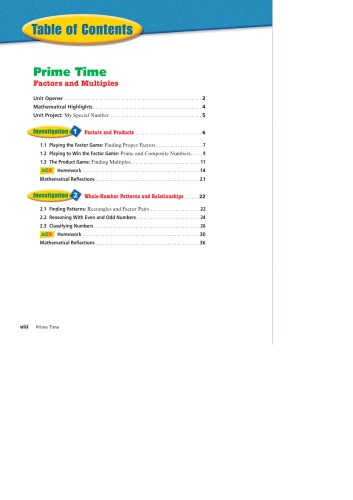 Table of Contents
Prime Time
Factors and Multiples
Unit Opener . . . . . . . . . . . . . . . . . . . . . . . . . . . . . . 2
Mathematical Highlights . . . . . . . . . . . . . . . . . . . . . . . . 4
Unit Project: My Special Number . . . . . . . . . . . . . . . . . . . . 5
Investigation 1 Factors and Products . . . . . . . . . . . . . . . 6
1.1 Playing the Factor Game: Finding Proper Factors . . . . . . . . . . 7
1.2 Playing to Win the Factor Game: Prime and Composite Numbers . . . . 9
1.3 The Product Game: Finding Multiples . . . . . . . . . . . . . . . 11
ACE Homework . . . . . . . . . . . . . . . . . . . . . . . . . 14
Mathematical Reflections . . . . . . . . . . . . . . . . . . . . . . 21
Investigation 2 Whole-Number Patterns and Relationships . . . . . 22
2.1 Finding Patterns: Rectangles and Factor Pairs . . . . . . . . . . . 22
2.2 Reasoning With Even and Odd Numbers . . . . . . . . . . . . . . 24
2.3 Classifying Numbers . . . . . . . . . . . . . . . . . . . . . . . 26
ACE Homework . . . . . . . . . . . . . . . . . . . . . . . . . 30
Mathematical Reflections . . . . . . . . . . . . . . . . . . . . . . 36
viii Prime Time